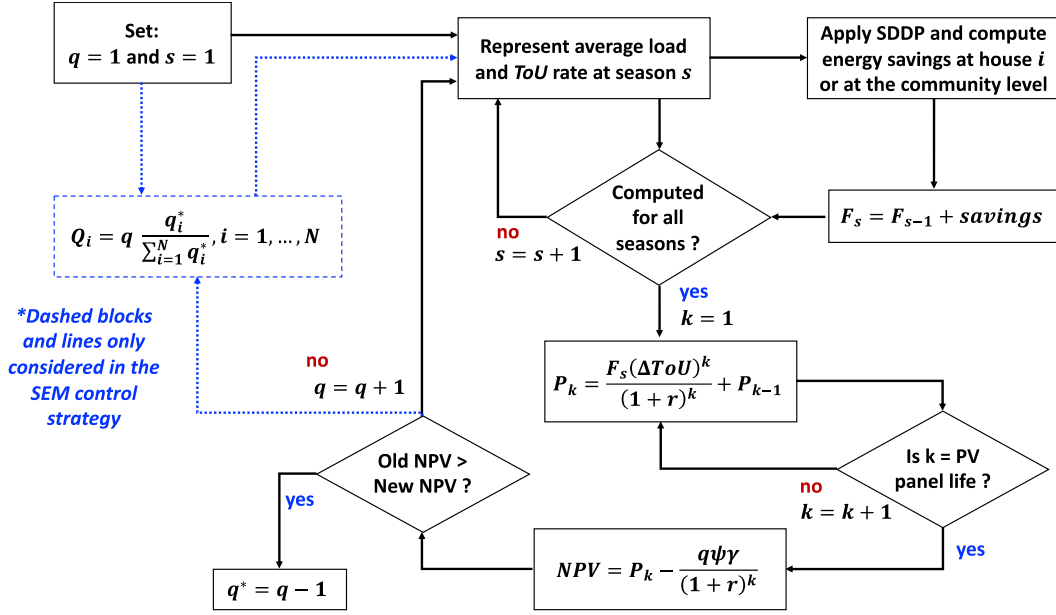 Set:
q = 1 and s = 1
Represent average load
and ToU rate at season s
Apply SDDP and compute
energy savings at house i
or at the community level
Q_i = q \frac{q_i^*}{\sum_{i=1}^{N} q_i^*}, i = 1, ..., N
Computed
for all
seasons ?
F_s = F_{s-1} + savings
no
s = s + 1
yes
k = 1
*Dashed blocks
and lines only
considered in the
SEM control
strategy
no
q = q + 1
P_k = \frac{F_s(ΔToU)^k}{(1 + r)^k} + P_{k-1}
Is k = PV
panel life ?
no
k = k + 1
yes
Old NPV >
New NPV ?
yes
NPV = P_k - \frac{qψγ}{(1 + r)^k}
q^* = q - 1